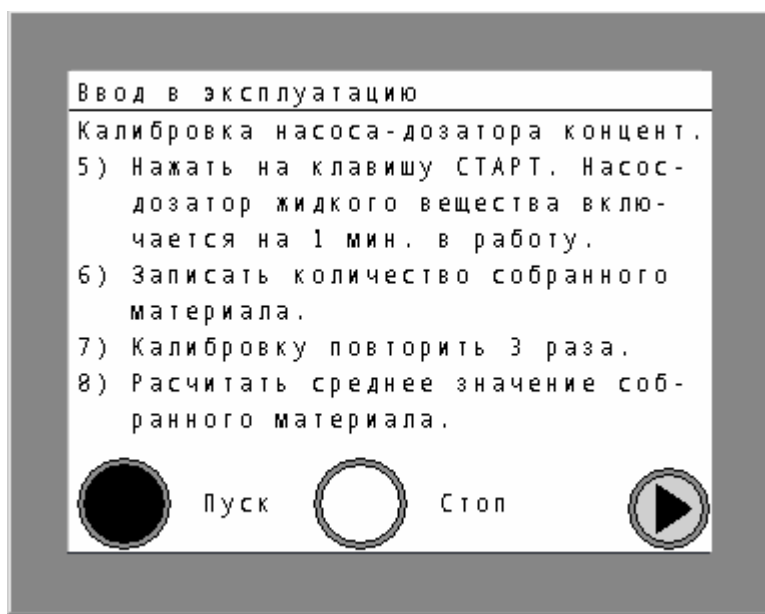 Ввод в эксплуатацию
Калибровка насоса-дозатора концент.
5) Нажать на клавишу СТАРТ. Насос-
дозатор жидкого вещества вклю-
чается на 1 мин. в работу.
6) Записать количество собранного
материала.
7) Калибровку повторить 3 раза.
8) Расчитать среднее значение соб-
ранного материала.
Пуск Стоп